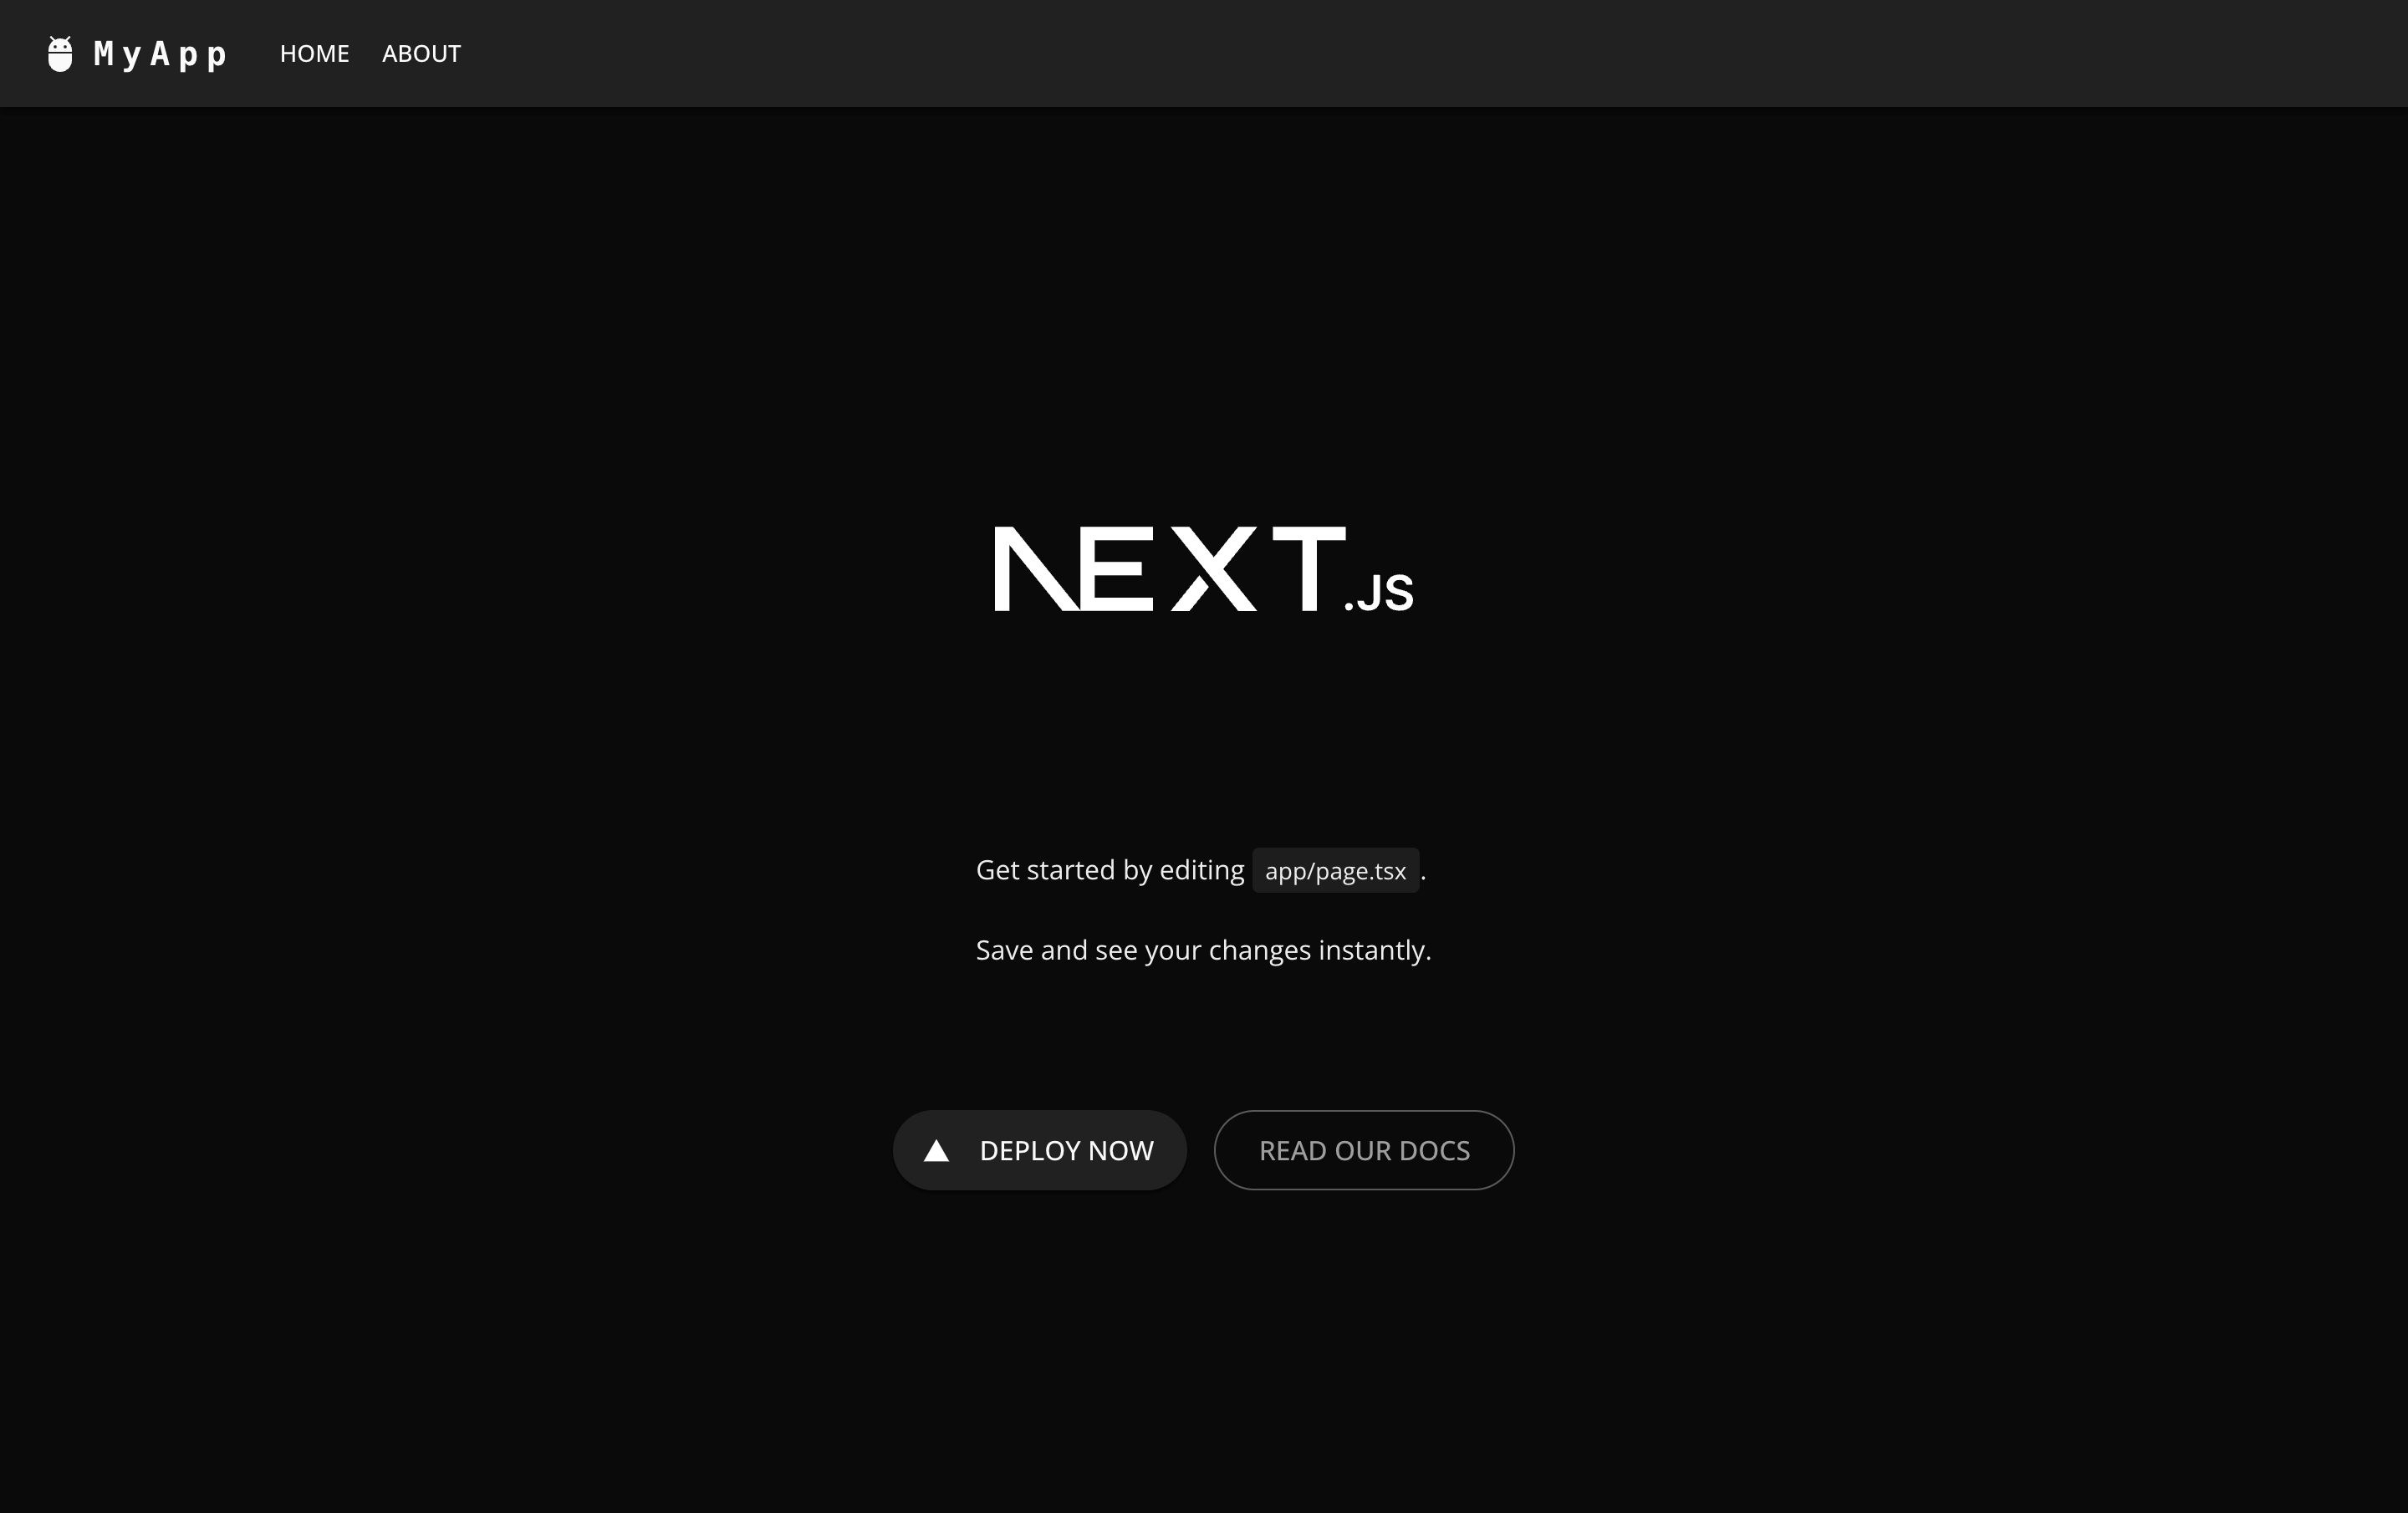 MyApp HOME ABOUT
NEXT.JS
Get started by editing app/page.tsx.
Save and see your changes instantly.
DEPLOY NOW READ OUR DOCS